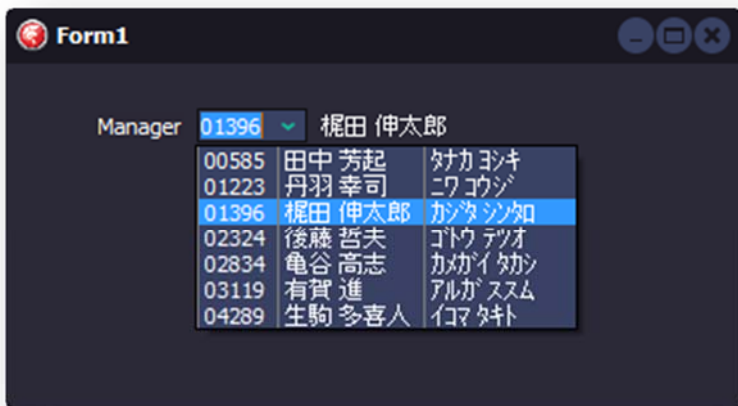 Form1
Manager 01396 梶田 伸太郎
00585 田中 芳起 ﾀﾅｶ ﾖｼｷ
01223 丹羽 幸司 ﾆﾜ ｺｳｼﾞ
01396 梶田 伸太郎 ｶｼﾞﾀ ｼﾝﾀﾛ
02324 後藤 哲夫 ｺﾞﾄｳ ﾃﾂｵ
02834 亀谷 高志 ｶﾒｶﾞｲ ﾀｶｼ
03119 有賀 進 ｱﾙｶﾞ ｽｽﾑ
04289 生駒 多喜人 ｲｺﾏ ﾀｷﾄ